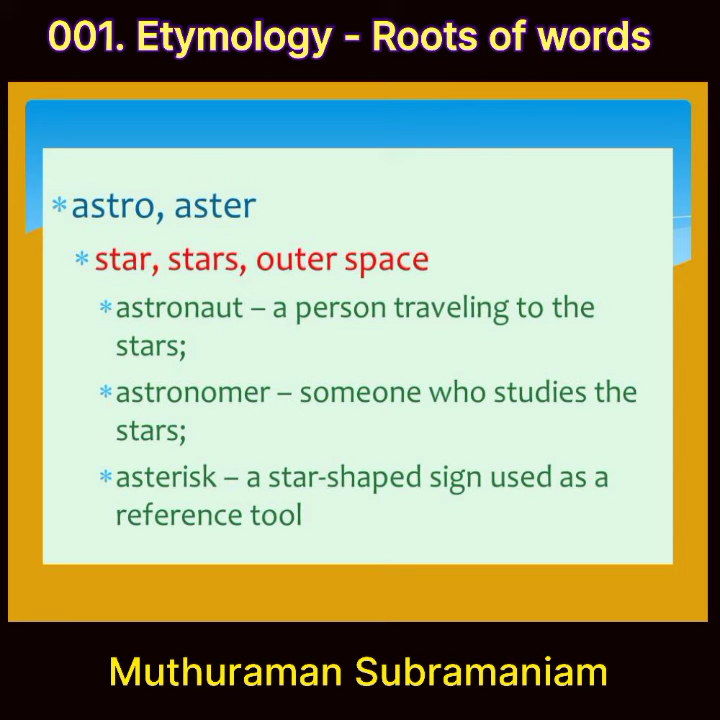 001. Etymology - Roots of words
*astro, aster
*star, stars, outer space
*astronaut – a person traveling to the
stars;
*astronomer – someone who studies the
stars;
*asterisk – a star-shaped sign used as a
reference tool
Muthuraman Subramaniam